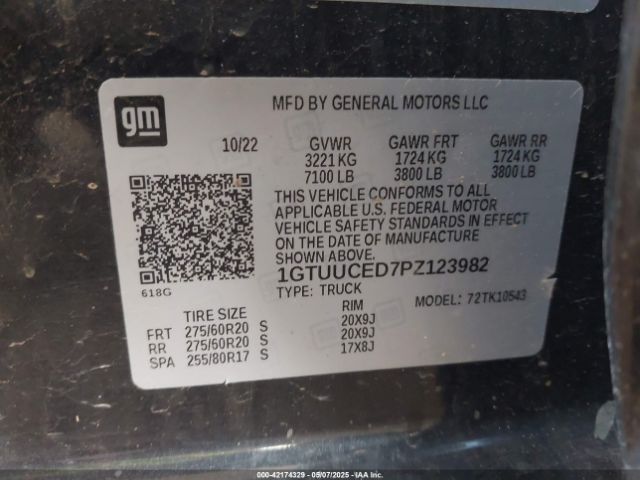 gm
MFD BY GENERAL MOTORS LLC
10/22 GVWR GAWR FRT GAWR RR
3221 KG 1724 KG 1724 KG
7100 LB 3800 LB 3800 LB
THIS VEHICLE CONFORMS TO ALL
APPLICABLE U.S. FEDERAL MOTOR
VEHICLE SAFETY STANDARDS IN EFFECT
ON THE DATE OF MANUFACTURE
SHOWN ABOVE.
1GTUUCED7PZ123982
618G
TYPE: TRUCK MODEL: 72TK10543
TIRE SIZE RIM
FRT 275/60R20 S 20X9J
RR 275/60R20 S 20X9J
SPA 255/80R17 S 17X8J
000-42174329 - 05/07/2025 - IAA Inc.